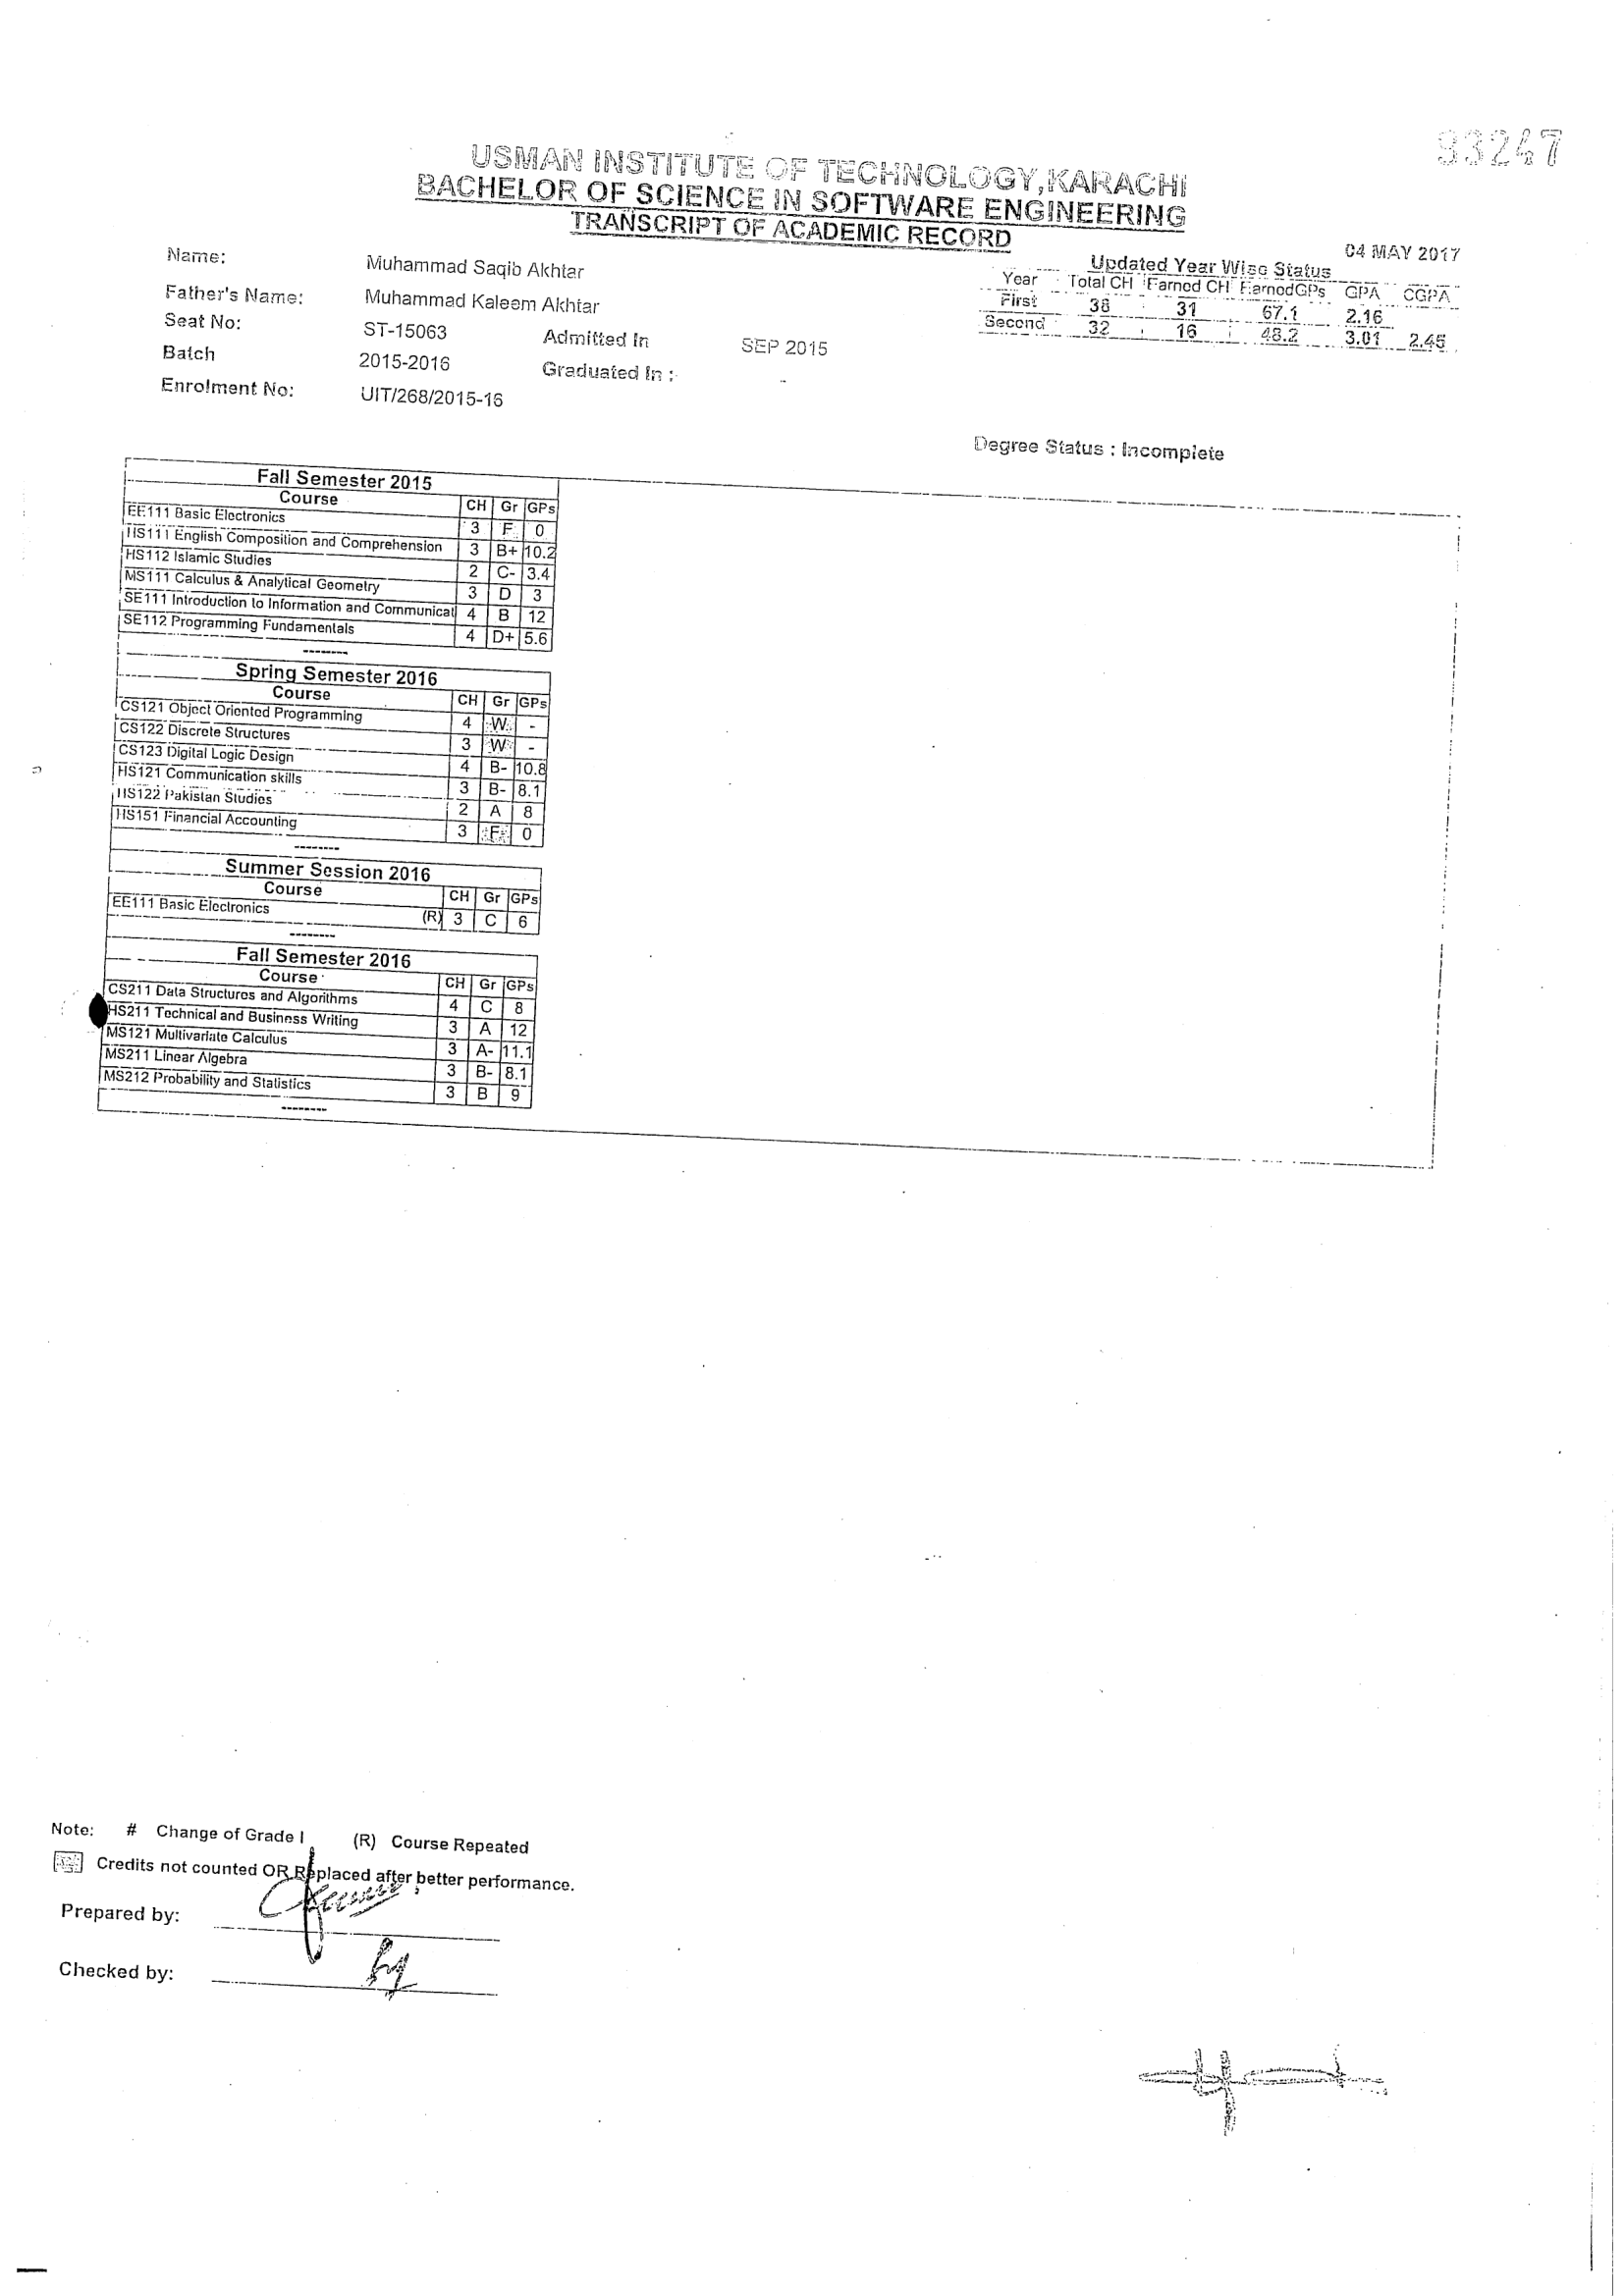 93247
USMAN INSTITUTE OF TECHNOLOGY,KARACHI
BACHELOR OF SCIENCE IN SOFTWARE ENGINEERING
TRANSCRIPT OF ACADEMIC RECORD
04 MAY 2017
Updated Year Wise Status
Year Total CH Earned CH EarnedGPs GPA CGPA
First 38 31 67.1 2.16
Second 32 16 48.2 3.01 2.45
Name: Muhammad Saqib Akhtar
Father's Name: Muhammad Kaleem Akhtar
Seat No: ST-15063 Admitted In SEP 2015
Batch 2015-2016 Graduated In : -
Enrolment No: UIT/268/2015-16
Degree Status : Incomplete
Fall Semester 2015
Course CH Gr GPs
EE111 Basic Electronics 3 F 0
HS111 English Composition and Comprehension 3 B+ 10.2
HS112 Islamic Studies 2 C- 3.4
MS111 Calculus & Analytical Geometry 3 D 3
SE111 Introduction to Information and Communicat 4 B 12
SE112 Programming Fundamentals 4 D+ 5.6
--------
Spring Semester 2016
Course CH Gr GPs
CS121 Object Oriented Programming 4 W -
CS122 Discrete Structures 3 W -
CS123 Digital Logic Design 4 B- 10.8
HS121 Communication skills 3 B- 8.1
HS122 Pakistan Studies 2 A 8
HS151 Financial Accounting 3 F 0
--------
Summer Session 2016
Course CH Gr GPs
EE111 Basic Electronics (R) 3 C 6
--------
Fall Semester 2016
Course CH Gr GPs
CS211 Data Structures and Algorithms 4 C 8
HS211 Technical and Business Writing 3 A 12
MS121 Multivariate Calculus 3 A- 11.1
MS211 Linear Algebra 3 B- 8.1
MS212 Probability and Statistics 3 B 9
--------
Note: # Change of Grade I (R) Course Repeated
Credits not counted OR Replaced after better performance.
Prepared by:
Checked by: